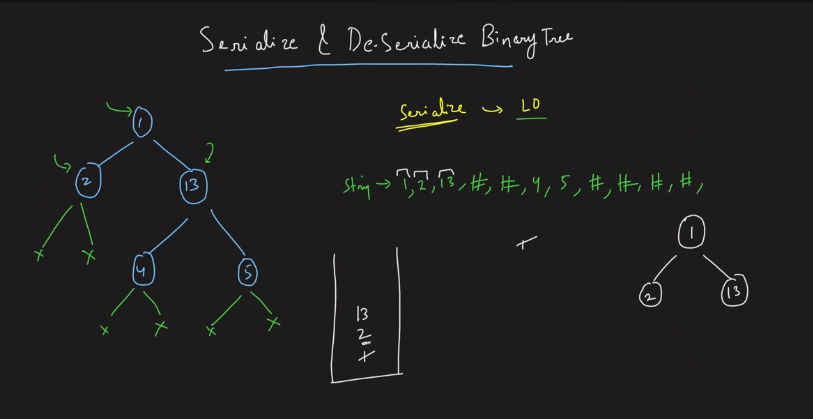 Serialize & De-Serialize Binary Tree
Serialize → LO
String → 1, 2, 13, #, #, 4, 5, #, #, #, #,
1
2
13
4
5
x x
x x x x
13
2
1
2
13